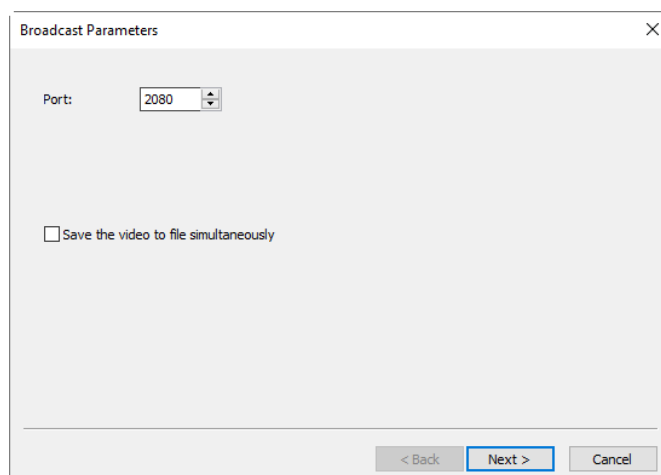 Broadcast Parameters
Port: 2080
Save the video to file simultaneously
< Back Next > Cancel